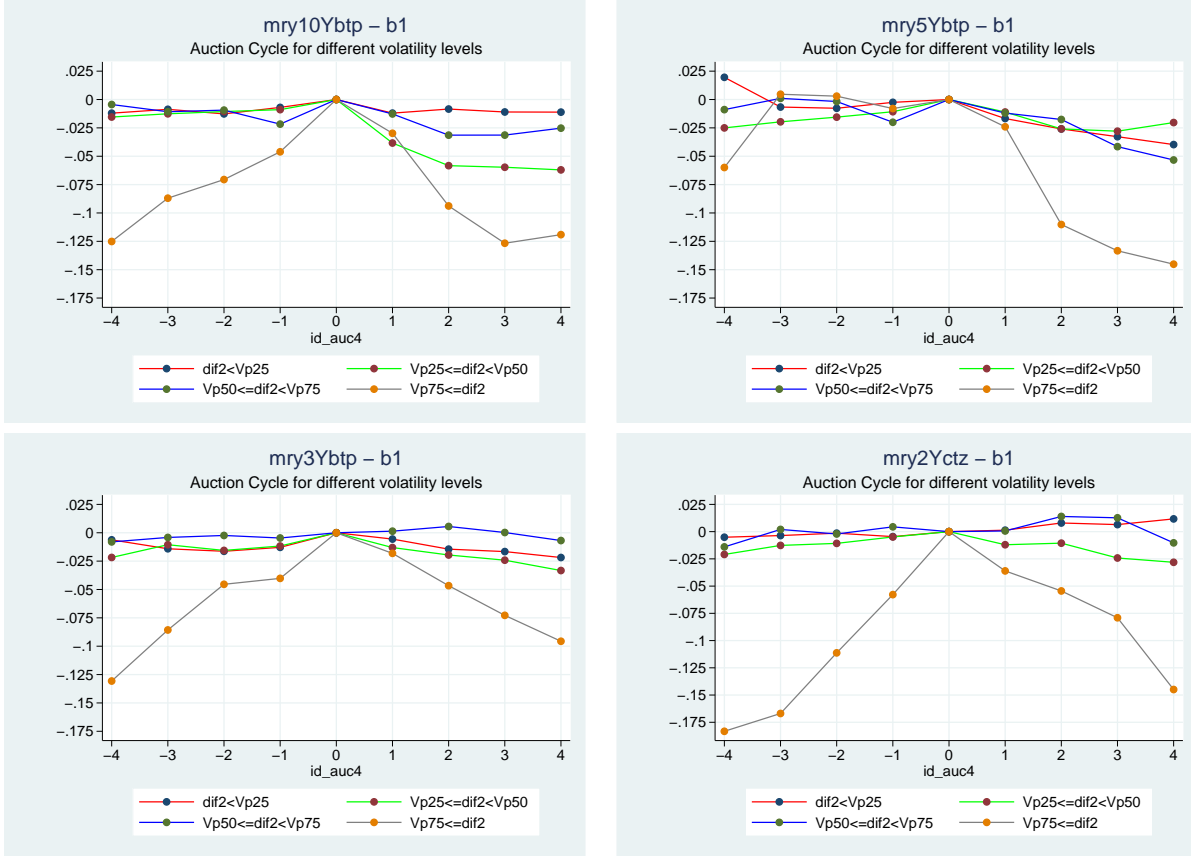 mry10Ybtp − b1
Auction Cycle for different volatility levels
.025
0
−.025
−.05
−.075
−.1
−.125
−.15
−.175
−4 −3 −2 −1 0 1 2 3 4
id_auc4
dif2<Vp25 Vp25<=dif2<Vp50
Vp50<=dif2<Vp75 Vp75<=dif2
mry5Ybtp − b1
Auction Cycle for different volatility levels
.025
0
−.025
−.05
−.075
−.1
−.125
−.15
−.175
−4 −3 −2 −1 0 1 2 3 4
id_auc4
dif2<Vp25 Vp25<=dif2<Vp50
Vp50<=dif2<Vp75 Vp75<=dif2
mry3Ybtp − b1
Auction Cycle for different volatility levels
.025
0
−.025
−.05
−.075
−.1
−.125
−.15
−.175
−4 −3 −2 −1 0 1 2 3 4
id_auc4
dif2<Vp25 Vp25<=dif2<Vp50
Vp50<=dif2<Vp75 Vp75<=dif2
mry2Yctz − b1
Auction Cycle for different volatility levels
.025
0
−.025
−.05
−.075
−.1
−.125
−.15
−.175
−4 −3 −2 −1 0 1 2 3 4
id_auc4
dif2<Vp25 Vp25<=dif2<Vp50
Vp50<=dif2<Vp75 Vp75<=dif2